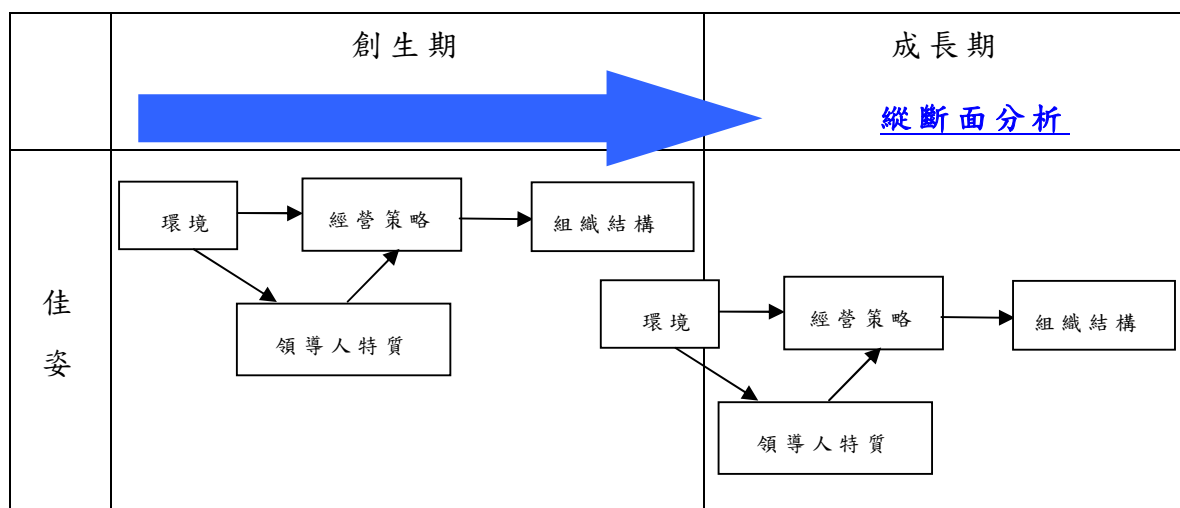 創生期
成長期
縱斷面分析
佳姿
環境
經營策略
組織結構
領導人特質
環境
經營策略
組織結構
領導人特質